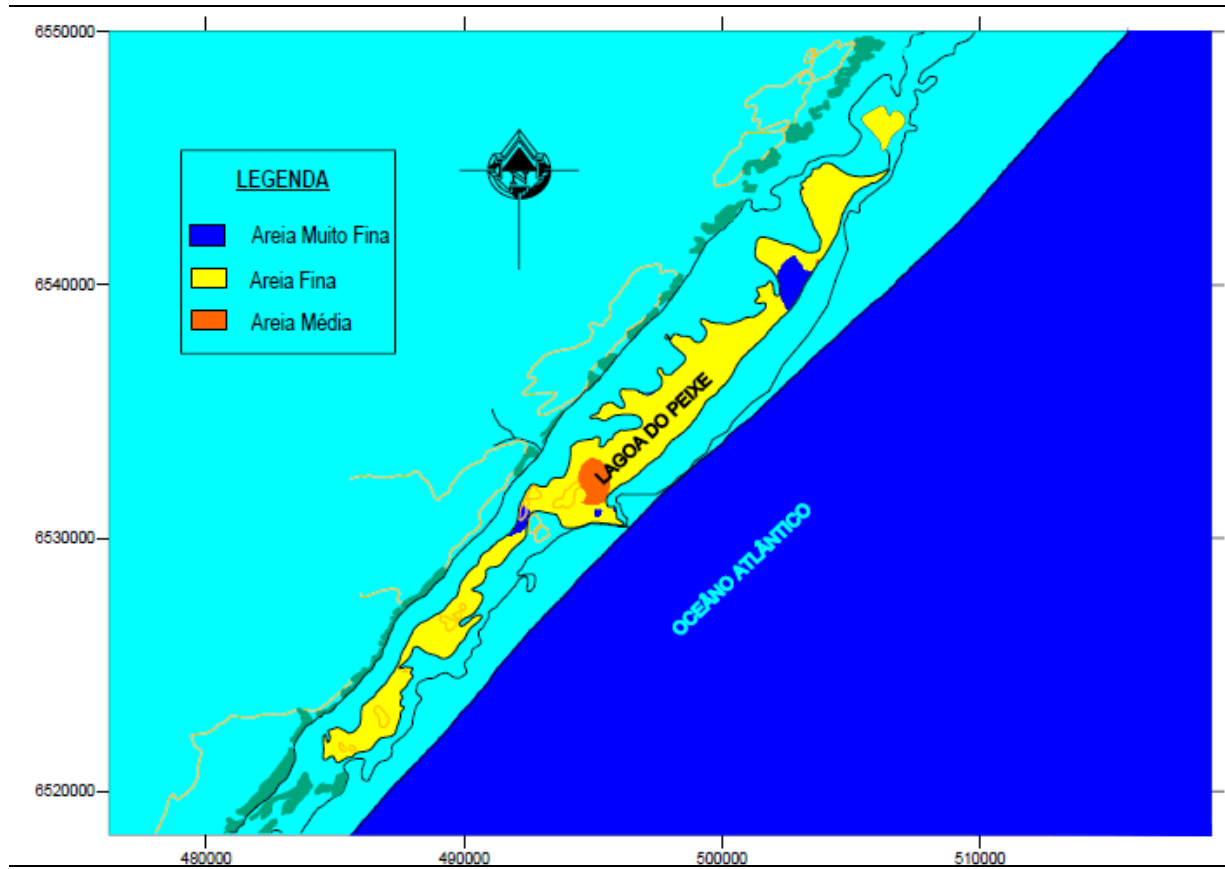 6550000
LEGENDA
N
Areia Muito Fina
6540000
Areia Fina
Areia Média
LAGOA DO PEIXE
6530000
OCEÂNO ATLÂNTICO
6520000
480000
490000
500000
510000